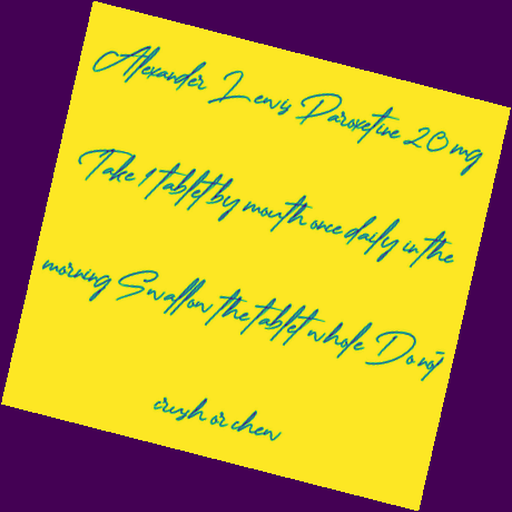 Alexander Lewis Paroxetine 20 mg
Take 1 tablet by mouth once daily in the
morning Swallow the tablet whole Do not
crush or chew